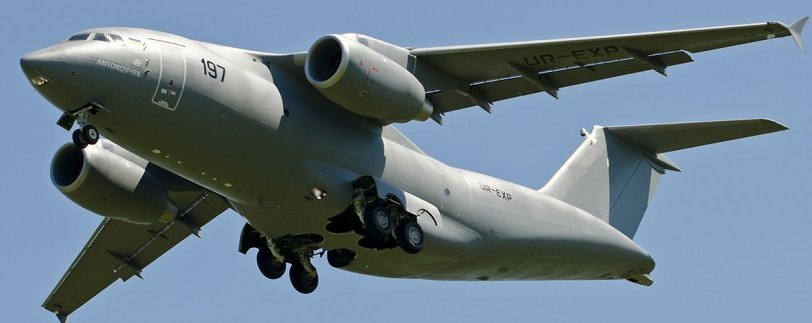 ANTONOV-178
197
UR-EXP
UR-EXP